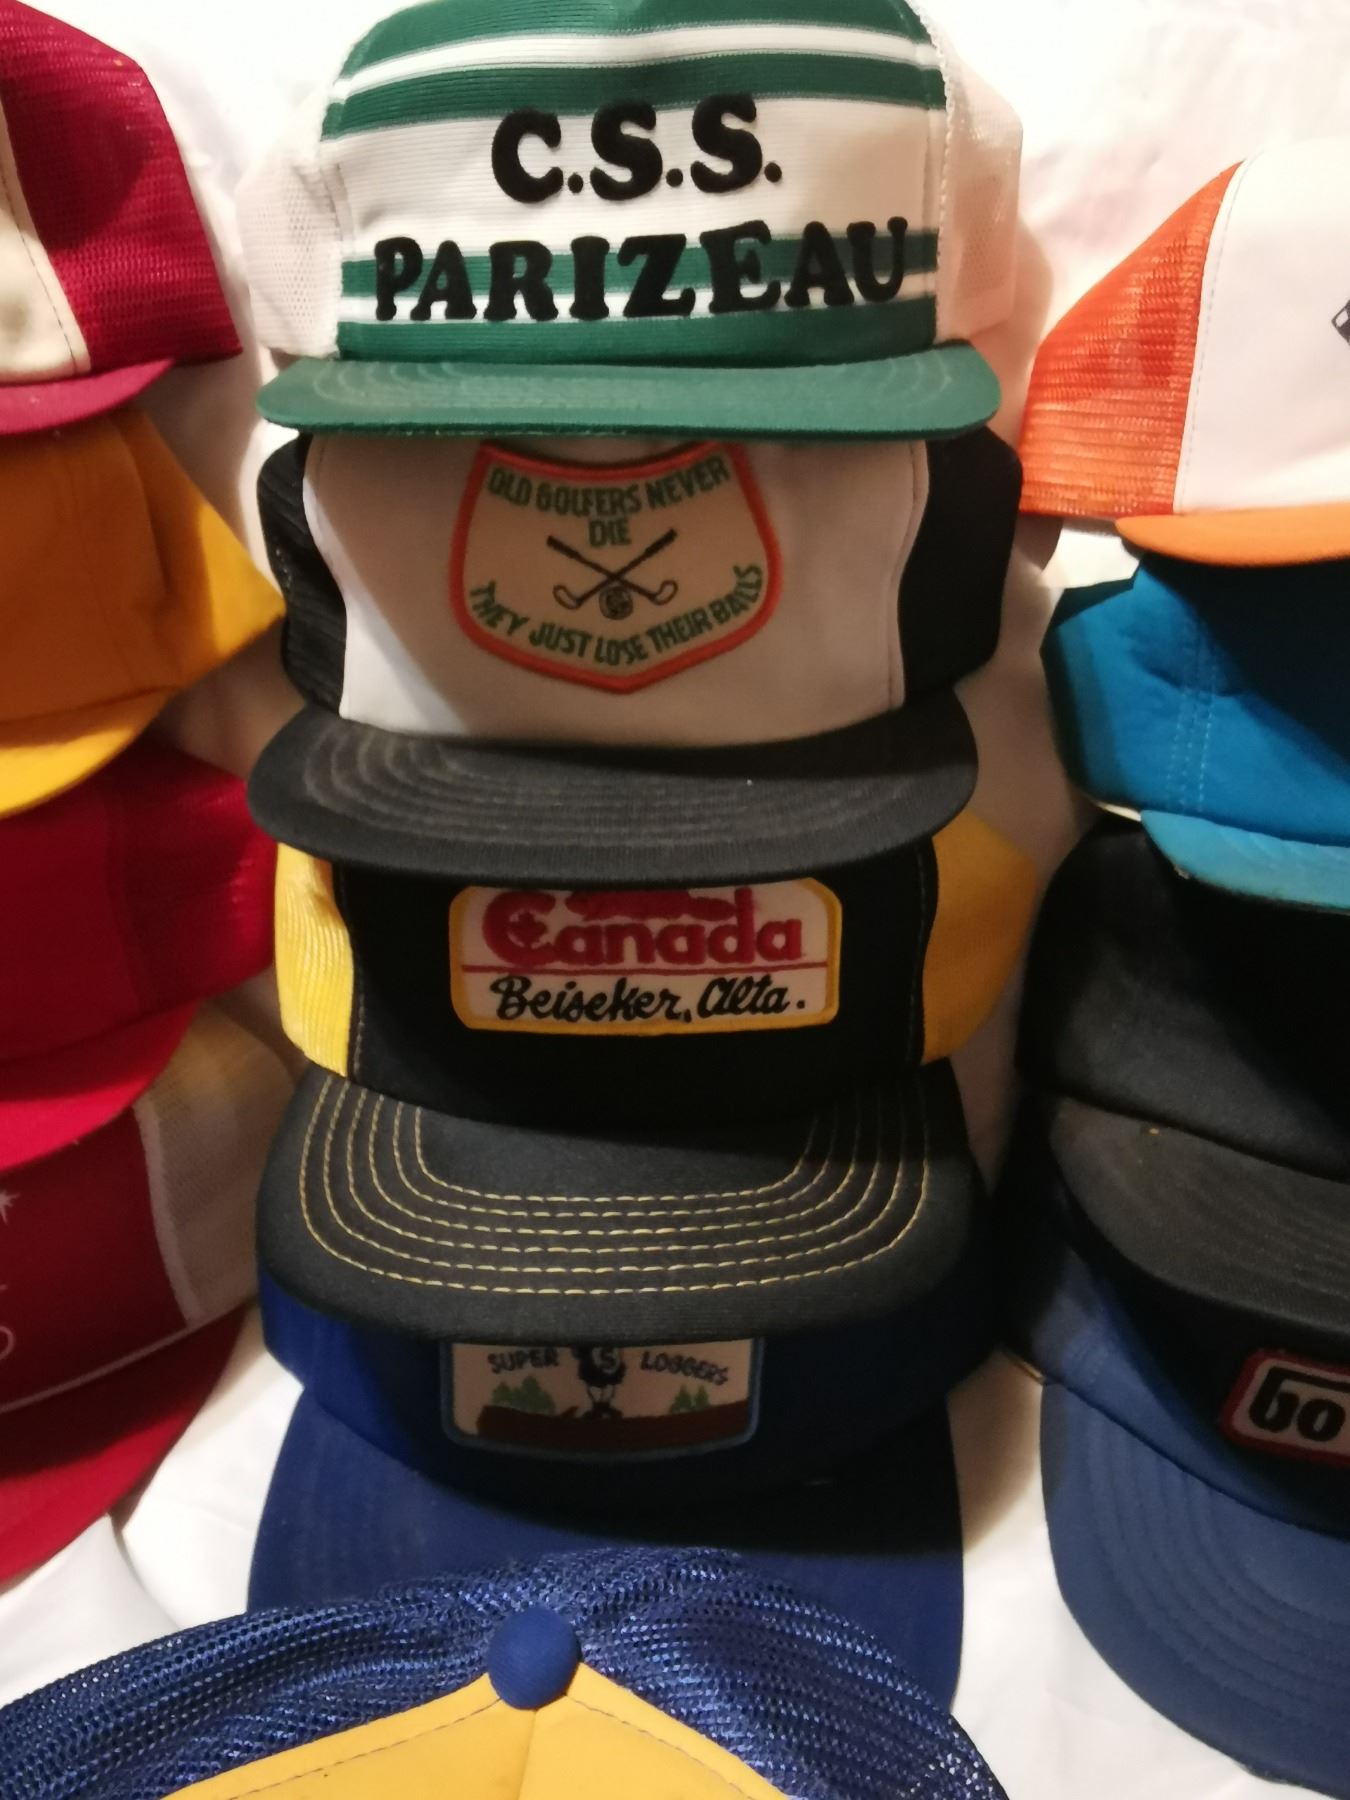 C.S.S.
PARIZEAU
OLD GOLFERS NEVER
DIE
THEY JUST LOSE THEIR BALLS
Canada
Beiseker, Alta.
SUPER S LOGGERS